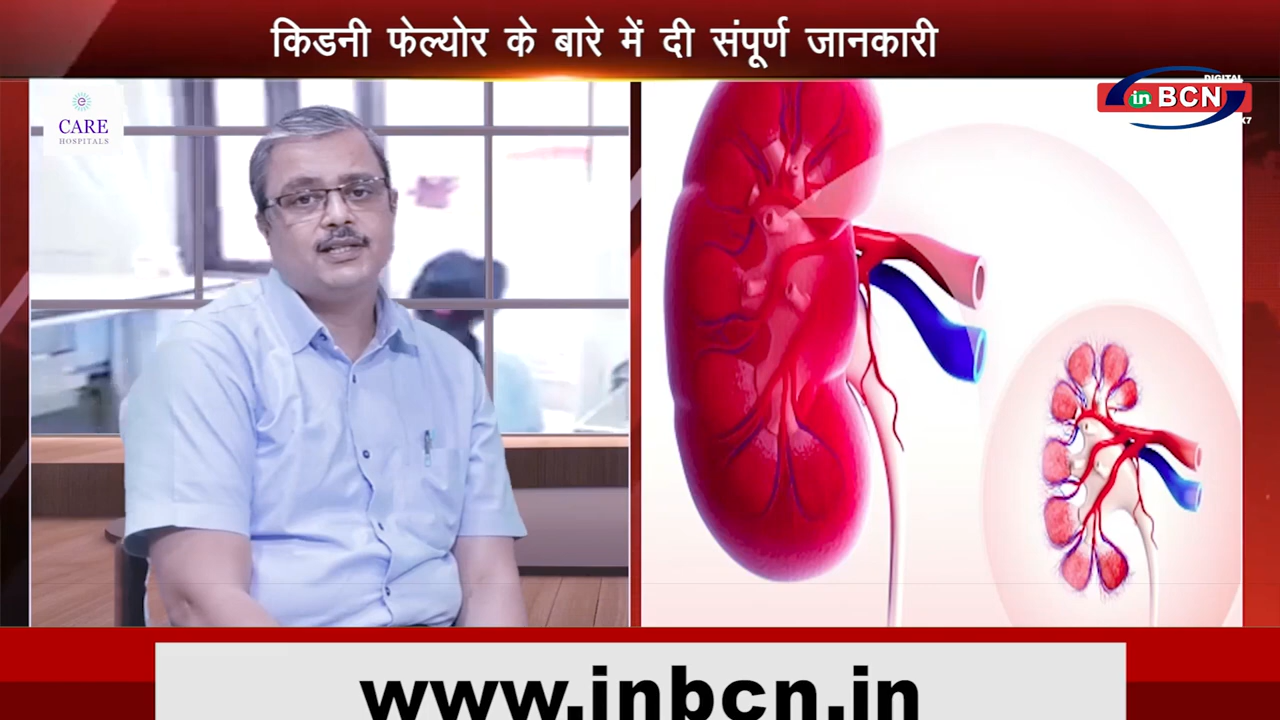 किडनी फेल्योर के बारे में दी संपूर्ण जानकारी
DIGITAL
in BCN
e
CARE
HOSPITALS
www.inbcn.in